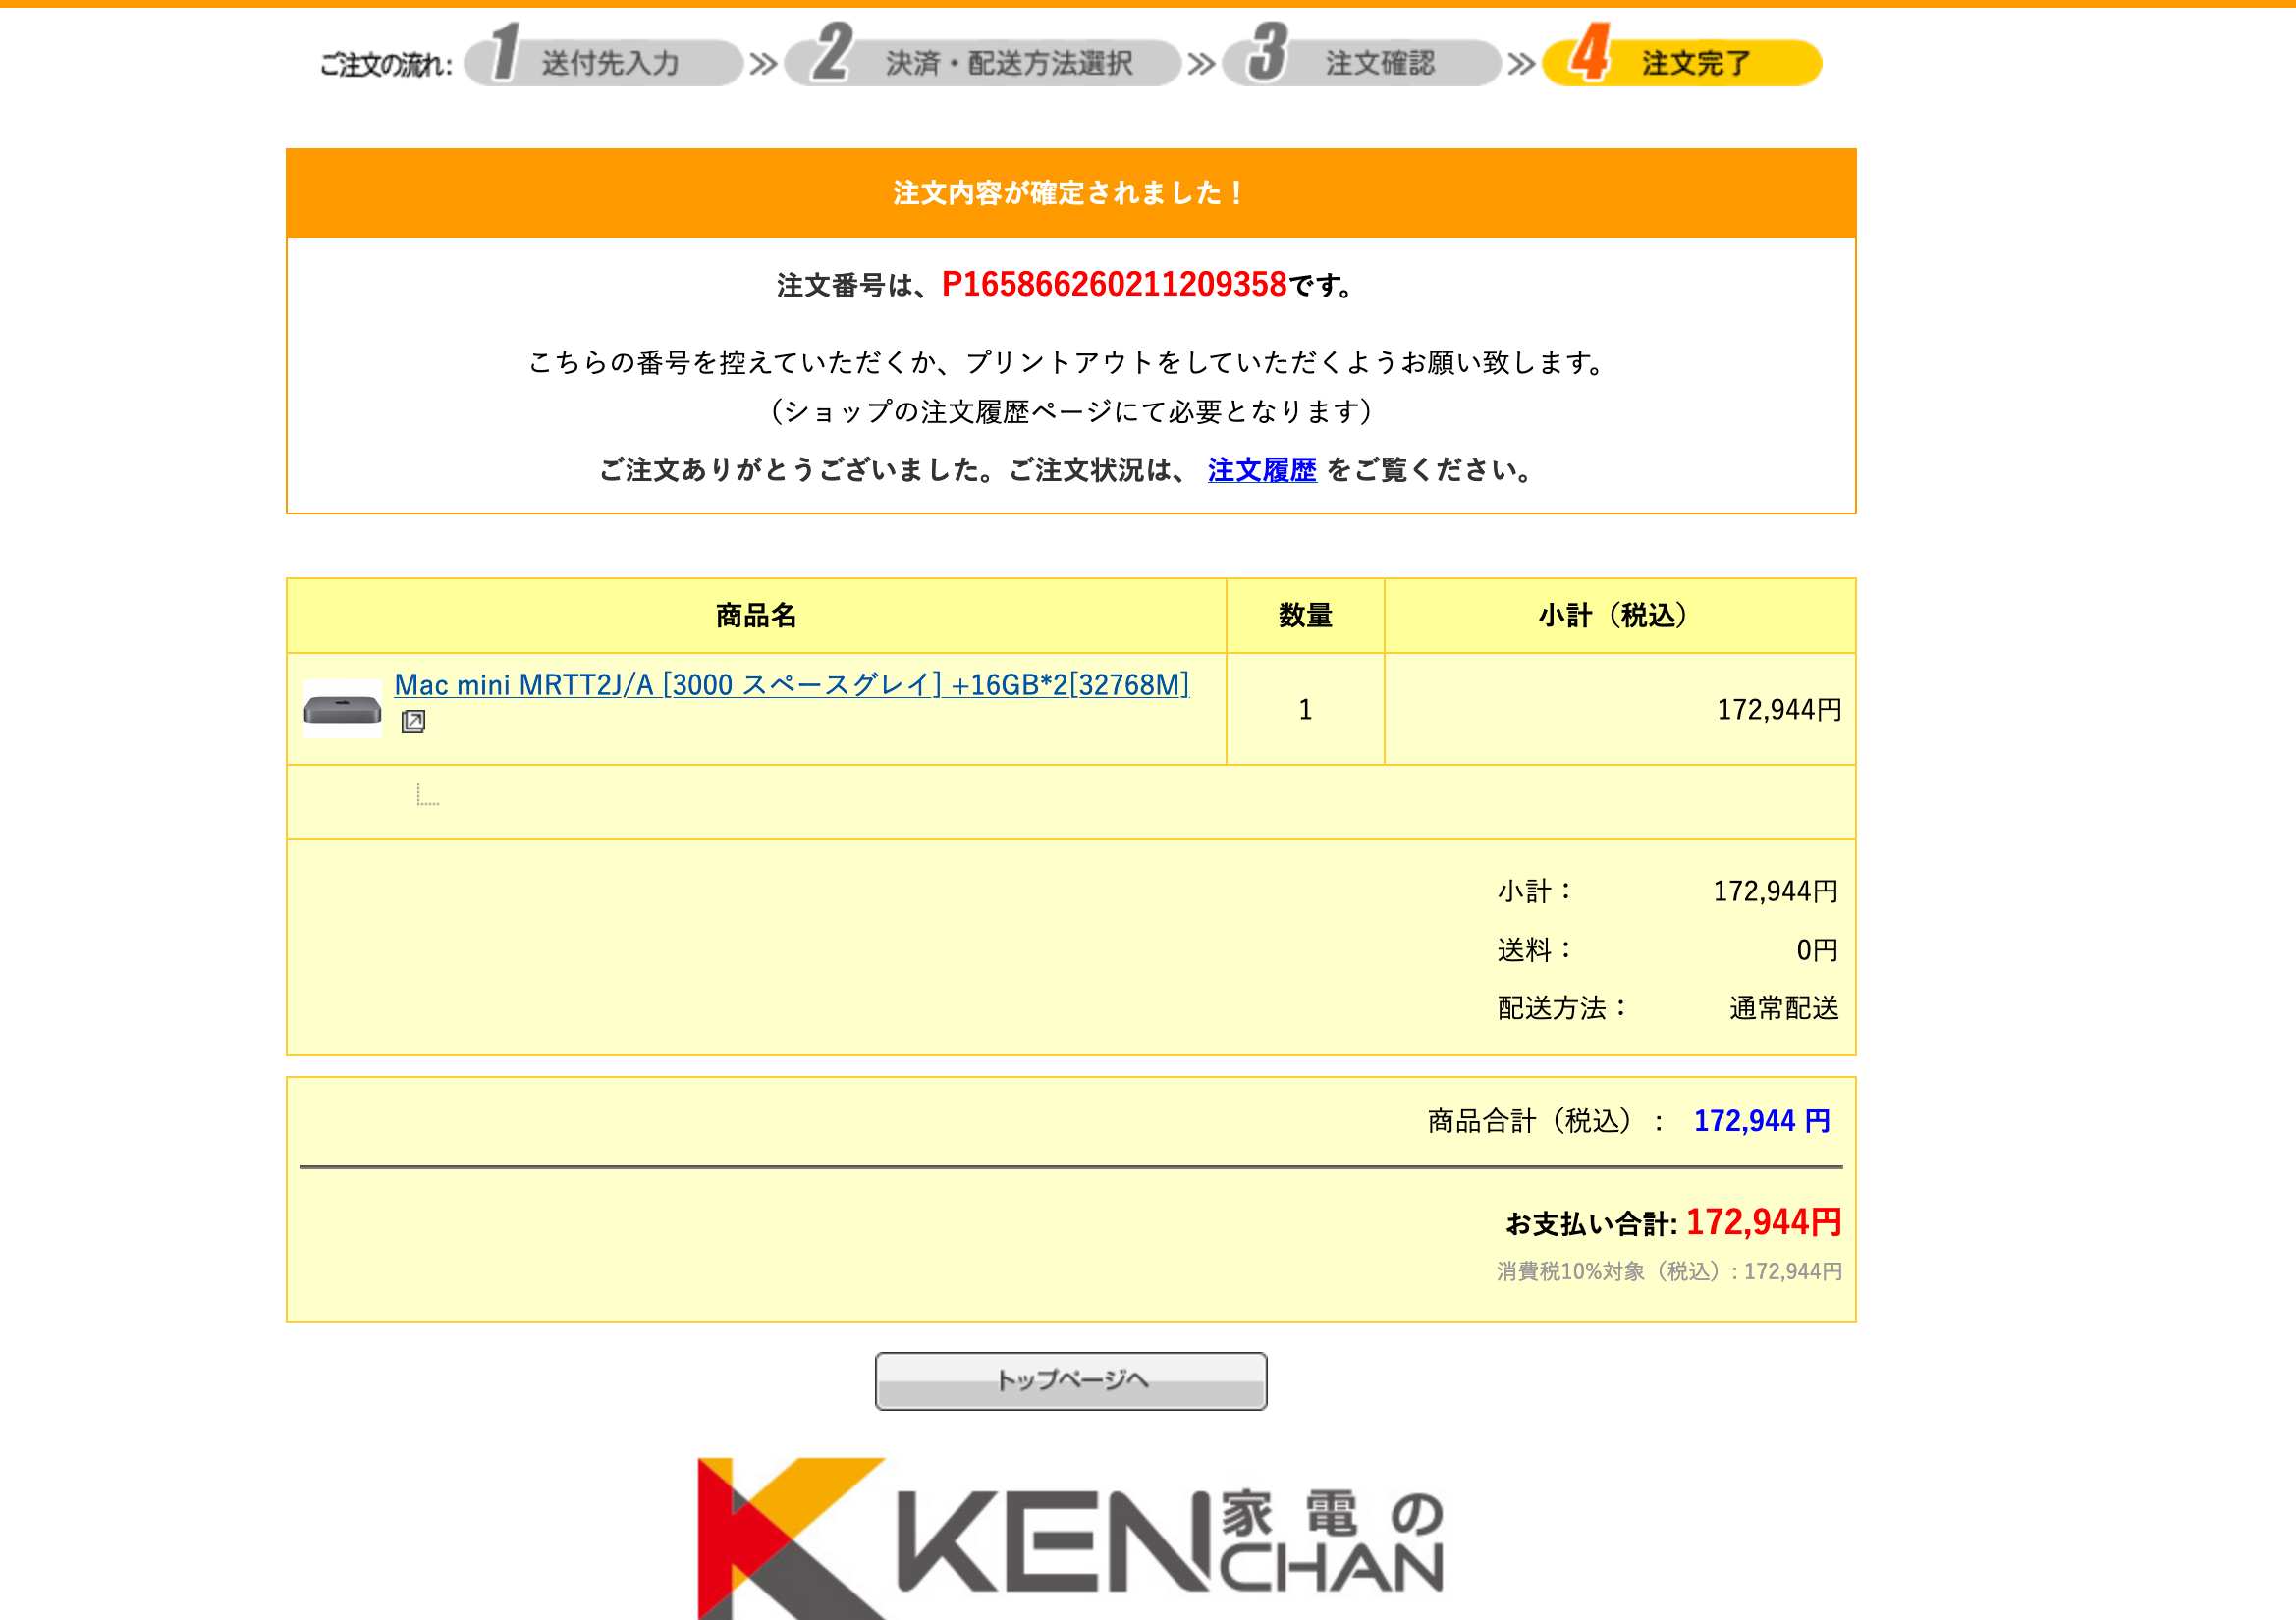 ご注文の流れ: 1 送付先入力 >> 2 決済・配送方法選択 >> 3 注文確認 >> 4 注文完了
注文内容が確定されました！
注文番号は、P165866260211209358です。
こちらの番号を控えていただくか、プリントアウトをしていただくようお願い致します。
（ショップの注文履歴ページにて必要となります）
ご注文ありがとうございました。ご注文状況は、 注文履歴 をご覧ください。
商品名 数量 小計（税込）
Mac mini MRTT2J/A [3000 スペースグレイ] +16GB*2[32768M] 1 172,944円
小計： 172,944円
送料： 0円
配送方法： 通常配送
商品合計（税込）： 172,944 円
お支払い合計: 172,944円
消費税10%対象（税込）: 172,944円
トップページへ
KEN 家電の
CHAN